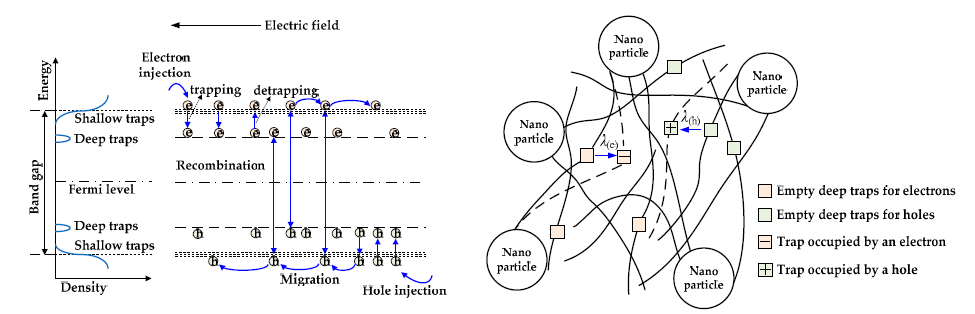 Electric field
Energy
Band gap
Shallow traps
Deep traps
Fermi level
Deep traps
Shallow traps
Density
Electron
injection
trapping
detrapping
e e e e e e
e e e e e e e
Recombination
h h h h h h h h
h h h h h h
Migration
Hole injection
Nano
particle
Nano
particle
Nano
particle
Nano
particle
Nano
particle
λ(e)
λ(h)
Empty deep traps for electrons
Empty deep traps for holes
Trap occupied by an electron
Trap occupied by a hole